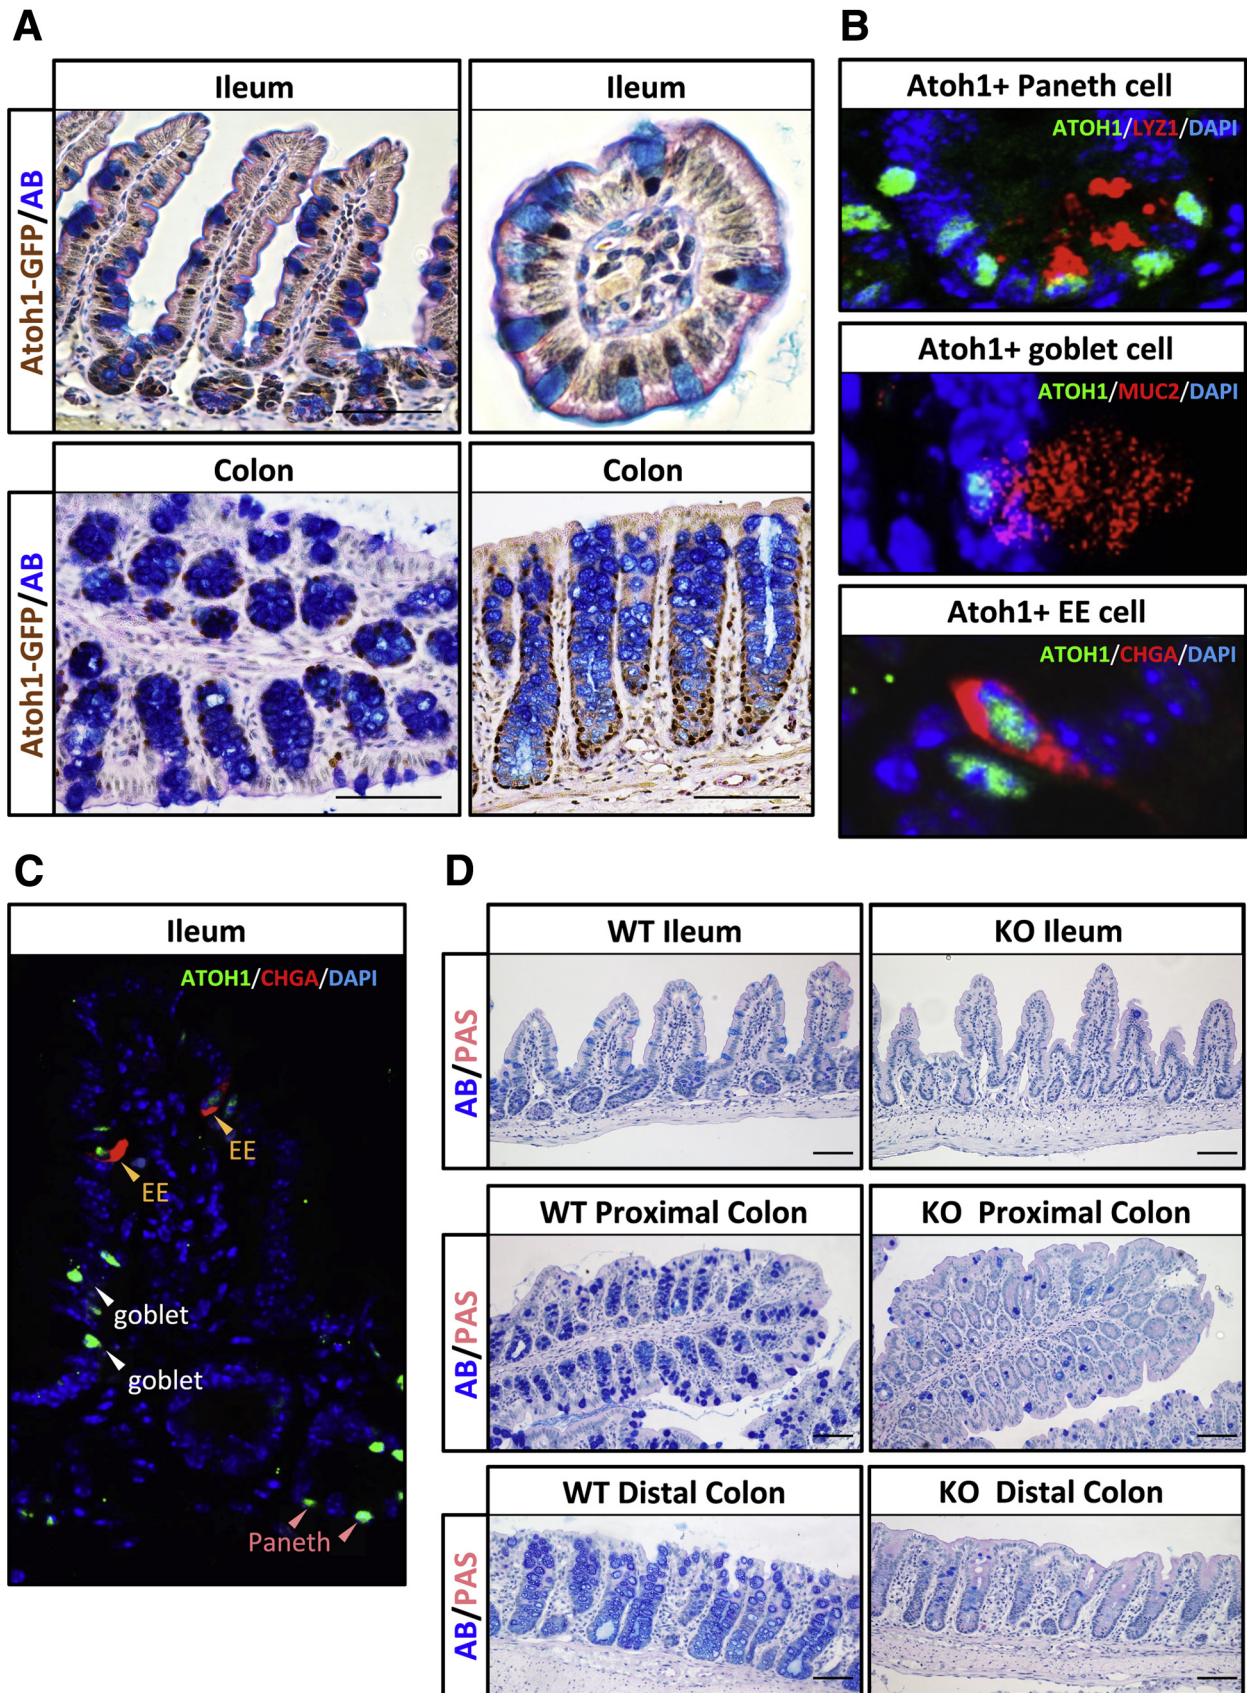 A
Ileum
Ileum
Atoh1-GFP/AB
Colon
Colon
Atoh1-GFP/AB
B
Atoh1+ Paneth cell
ATOH1/LYZ1/DAPI
Atoh1+ goblet cell
ATOH1/MUC2/DAPI
Atoh1+ EE cell
ATOH1/CHGA/DAPI
C
Ileum
ATOH1/CHGA/DAPI
EE
EE
goblet
goblet
Paneth
D
WT Ileum
KO Ileum
AB/PAS
WT Proximal Colon
KO Proximal Colon
AB/PAS
WT Distal Colon
KO Distal Colon
AB/PAS